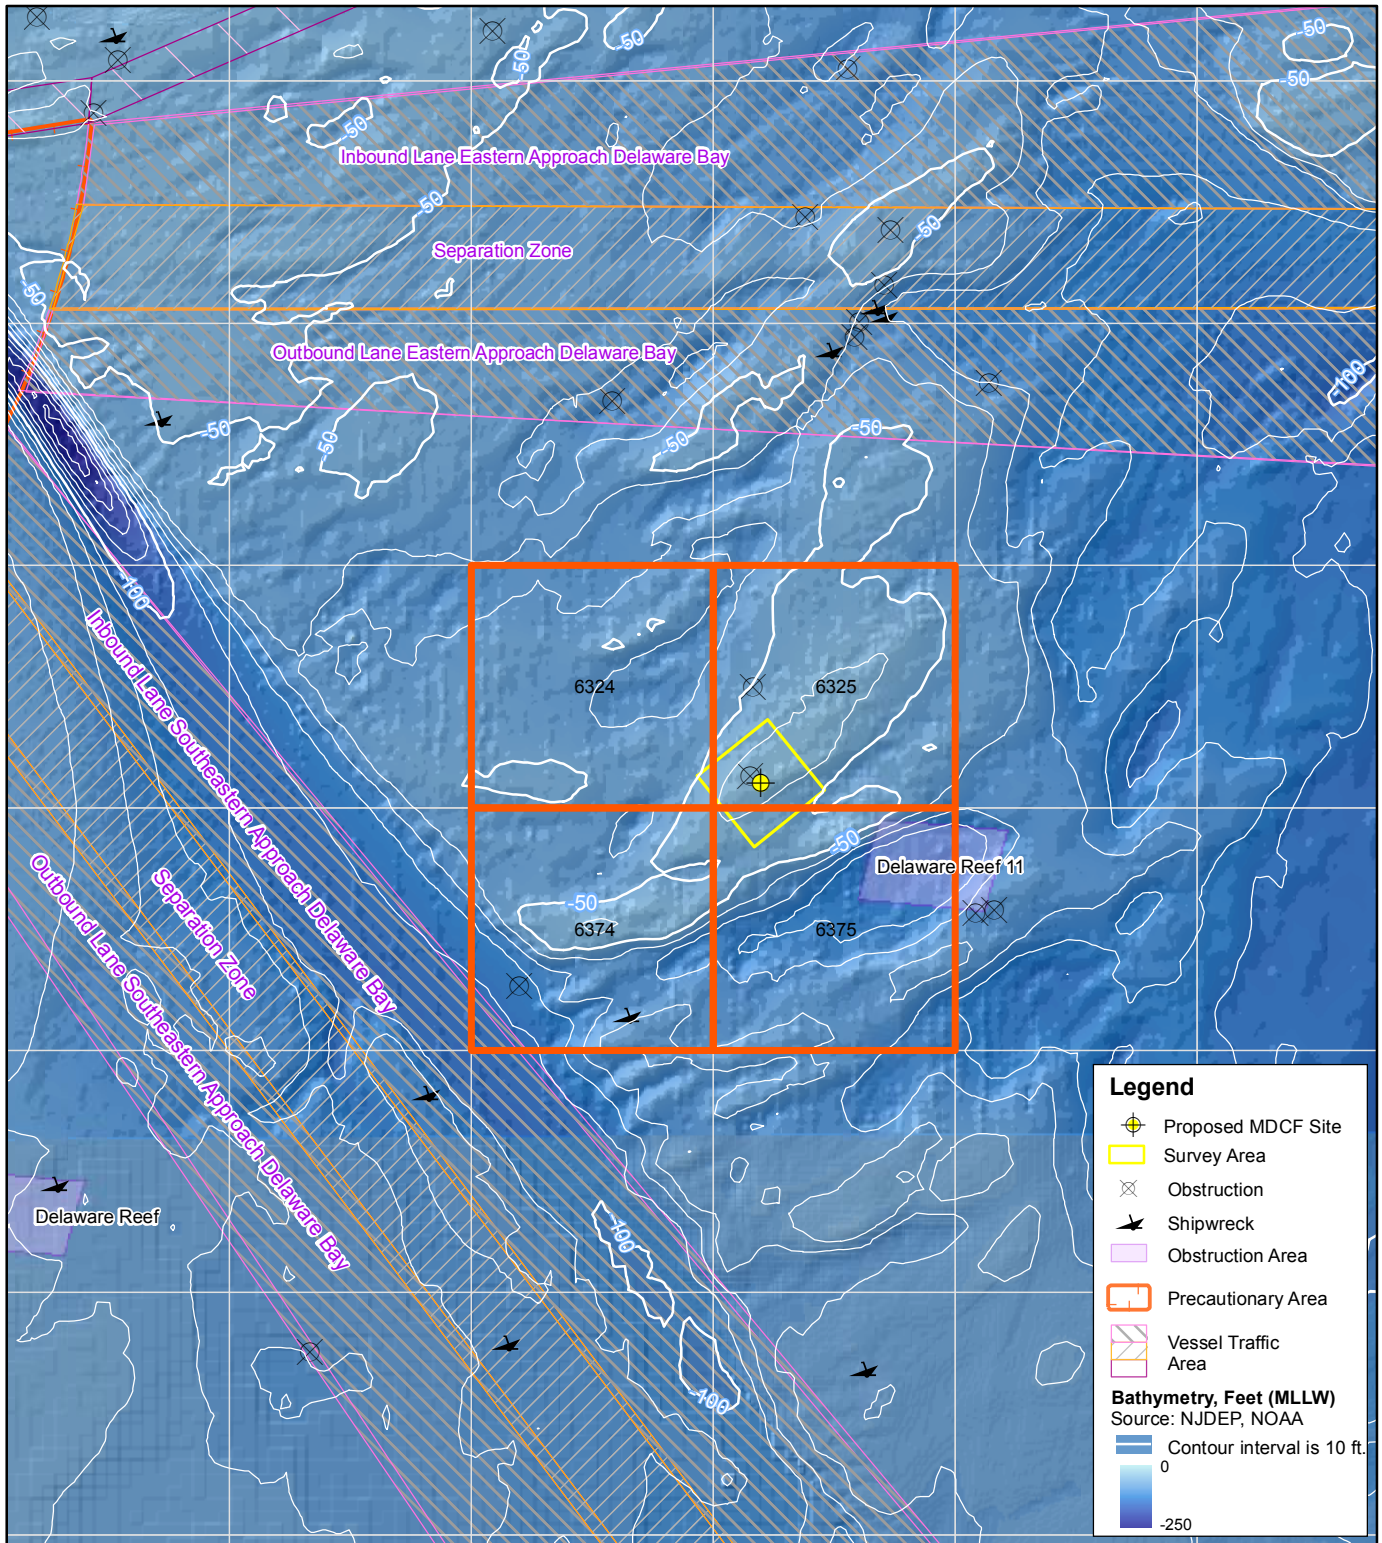 -50
-50
-50
-50
-50
Inbound Lane Eastern Approach Delaware Bay
-50
-50
Separation Zone
-50
Outbound Lane Eastern Approach Delaware Bay
-100
-50
-50
-50
-50
-100
Inbound Lane Southeastern Approach Delaware Bay
6324
6325
-50
Delaware Reef 11
Outbound Lane Southeastern Approach Delaware Bay
Separation Zone
-50
6374
6375
Delaware Reef
-100
-100
Legend
Proposed MDCF Site
Survey Area
Obstruction
Shipwreck
Obstruction Area
Precautionary Area
Vessel Traffic
Area
Bathymetry, Feet (MLLW)
Source: NJDEP, NOAA
Contour interval is 10 ft.
0
-250